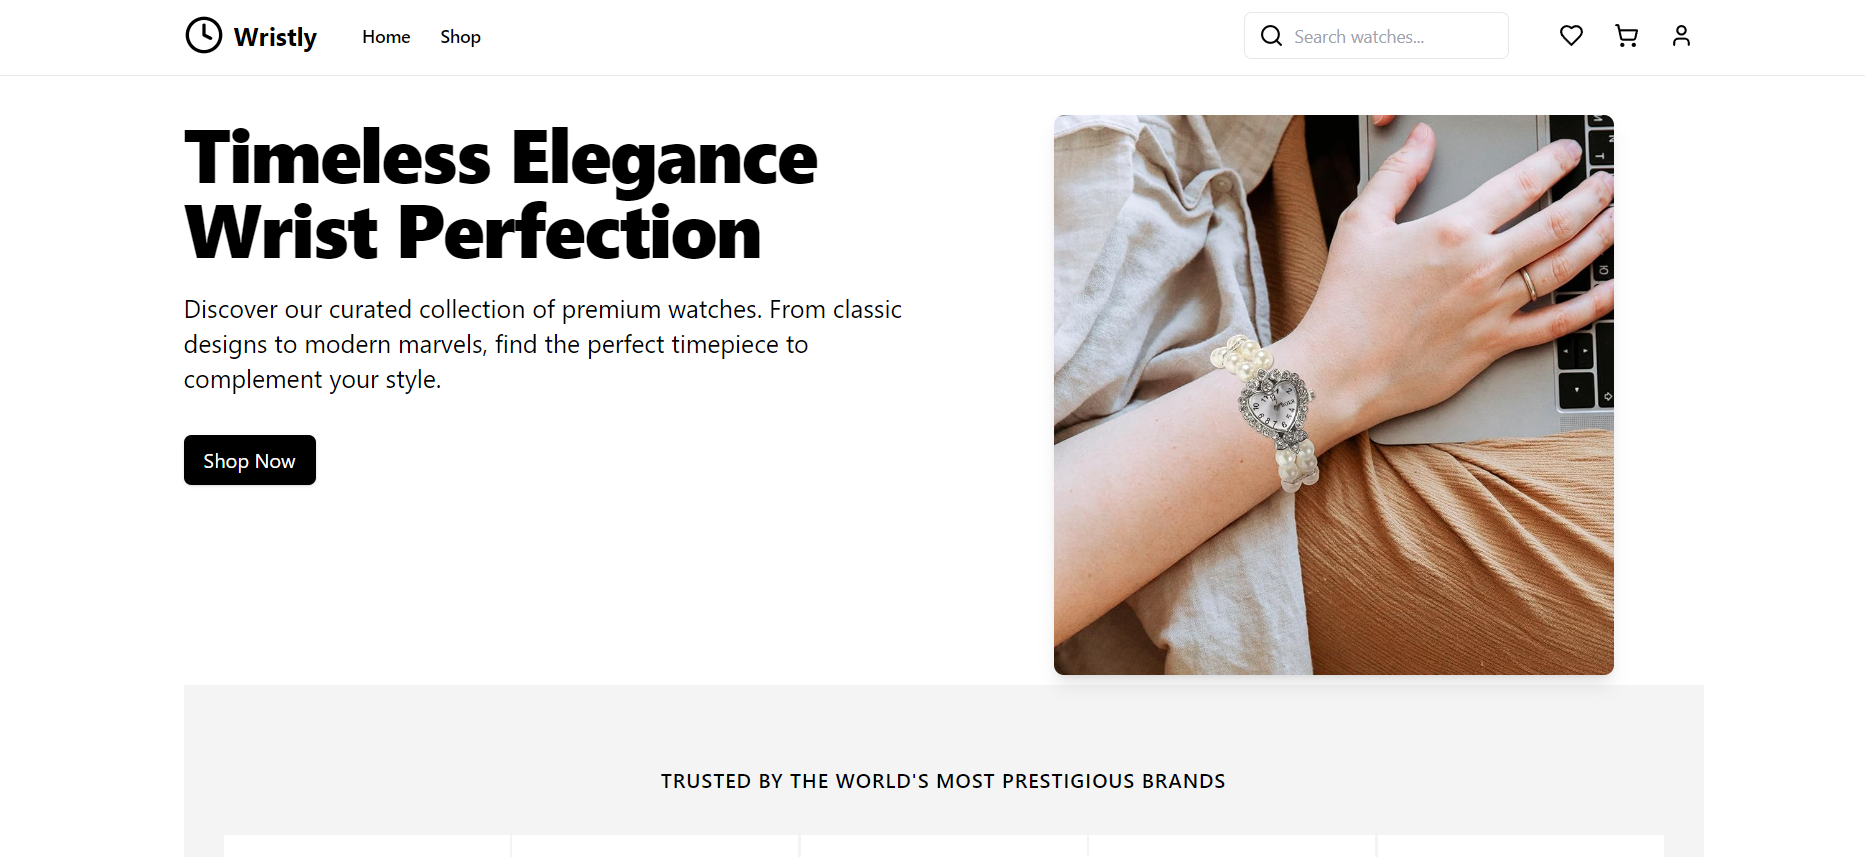 Wristly
Home
Shop
Search watches...
Timeless Elegance
Wrist Perfection
Discover our curated collection of premium watches. From classic
designs to modern marvels, find the perfect timepiece to
complement your style.
Shop Now
TRUSTED BY THE WORLD'S MOST PRESTIGIOUS BRANDS